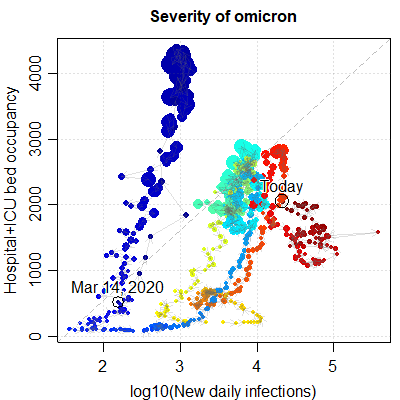 Severity of omicron
Hospital+ICU bed occupancy
4000
3000
2000
1000
0
Today
Mar 14, 2020
2 3 4 5
log10(New daily infections)